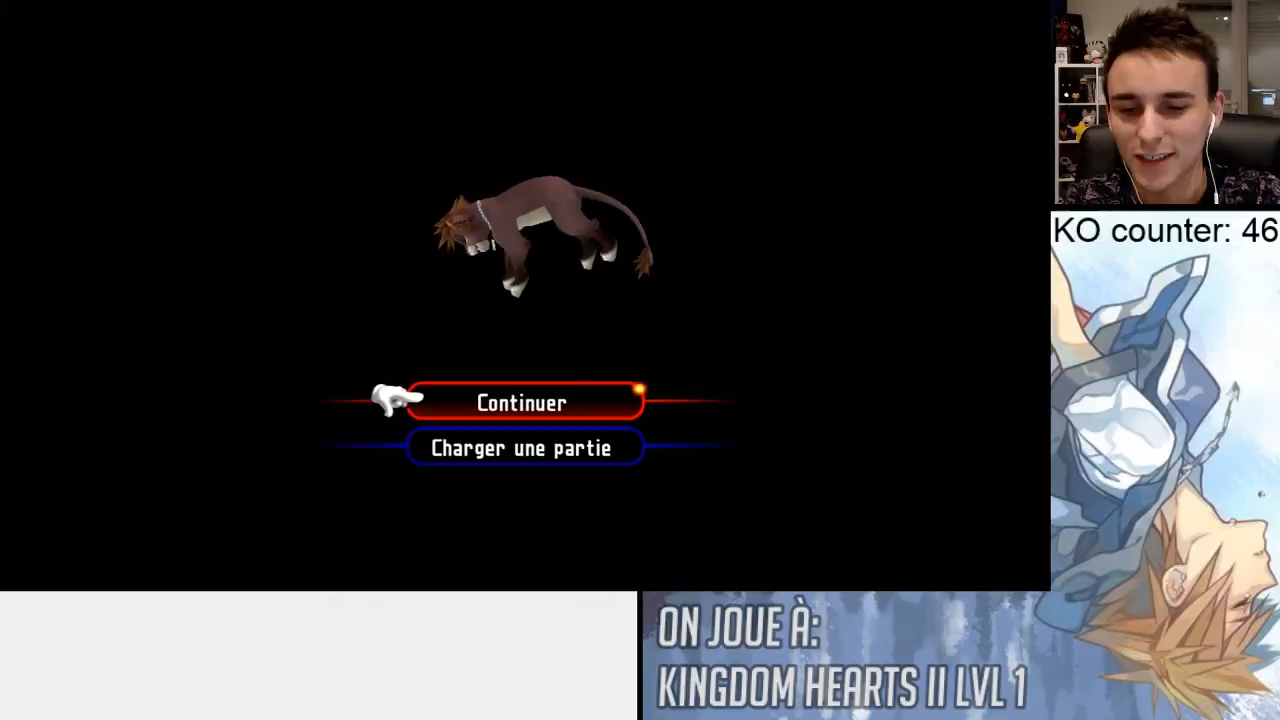 KO counter: 46
Continuer
Charger une partie
ON JOUE À:
KINGDOM HEARTS II LVL 1